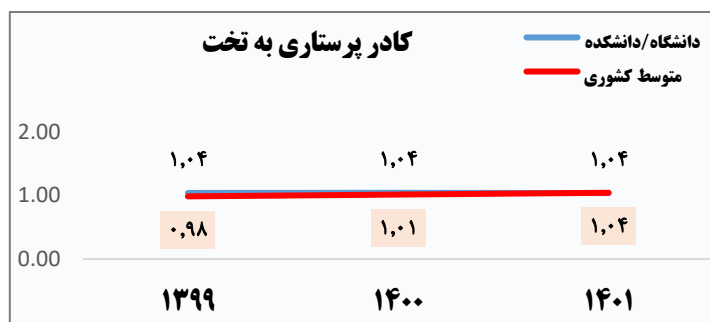 کادر پرستاری به تخت
دانشگاه/دانشکده
متوسط کشوری
2.00
۱,۰۴ ۱,۰۴ ۱,۰۴
1.00
۰,۹۸ ۱,۰۱ ۱,۰۴
0.00
۱۳۹۹ ۱۴۰۰ ۱۴۰۱